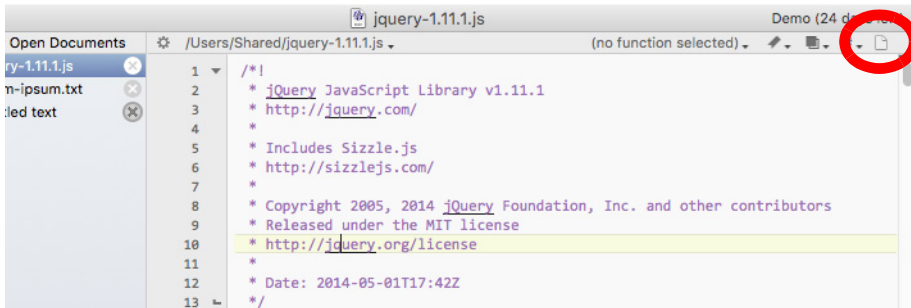 jquery-1.11.1.js
Demo (24
Open Documents
/Users/Shared/jquery-1.11.1.js
(no function selected)
ry-1.11.1.js
m-ipsum.txt
led text
1 /*!
2 * jQuery JavaScript Library v1.11.1
3 * http://jquery.com/
4 *
5 * Includes Sizzle.js
6 * http://sizzlejs.com/
7 *
8 * Copyright 2005, 2014 jQuery Foundation, Inc. and other contributors
9 * Released under the MIT license
10 * http://jquery.org/license
11 *
12 * Date: 2014-05-01T17:42Z
13 */